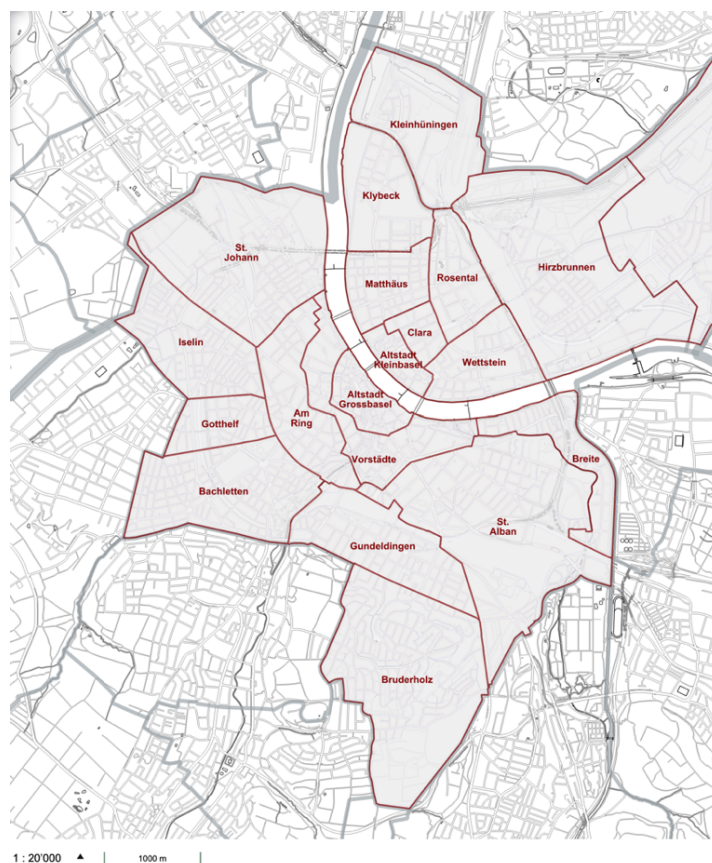 Kleinhüningen
Klybeck
St.
Johann
Hirzbrunnen
Matthäus
Rosental
Clara
Iselin
Altstadt
Kleinbasel
Wettstein
Altstadt
Grossbasel
Am
Ring
Gotthelf
Vorstädte
Breite
Bachletten
St.
Alban
Gundeldingen
Bruderholz
1 : 20'000
1000 m